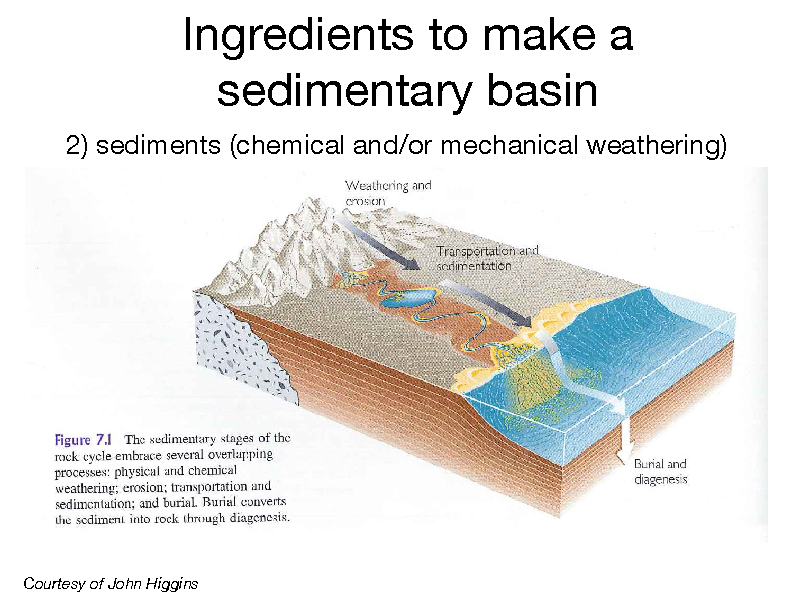 Ingredients to make a
sedimentary basin
2) sediments (chemical and/or mechanical weathering)
Weathering and
erosion
Transportation and
sedimentation
Burial and
diagenesis
Figure 7.1 The sedimentary stages of the
rock cycle embrace several overlapping
processes: physical and chemical
weathering; erosion; transportation and
sedimentation; and burial. Burial converts
the sediment into rock through diagenesis.
Courtesy of John Higgins